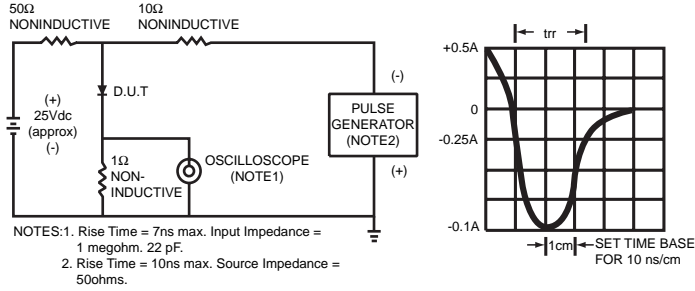 50Ω
NONINDUCTIVE
10Ω
NONINDUCTIVE
(+)
25Vdc
(approx)
(-)
D.U.T
1Ω
NON-
INDUCTIVE
OSCILLOSCOPE
(NOTE1)
(-)
PULSE
GENERATOR
(NOTE2)
(+)
NOTES:1. Rise Time = 7ns max. Input Impedance =
1 megohm. 22 pF.
2. Rise Time = 10ns max. Source Impedance =
50ohms.
trr
+0.5A
0
-0.25A
-0.1A
1cm
SET TIME BASE
FOR 10 ns/cm